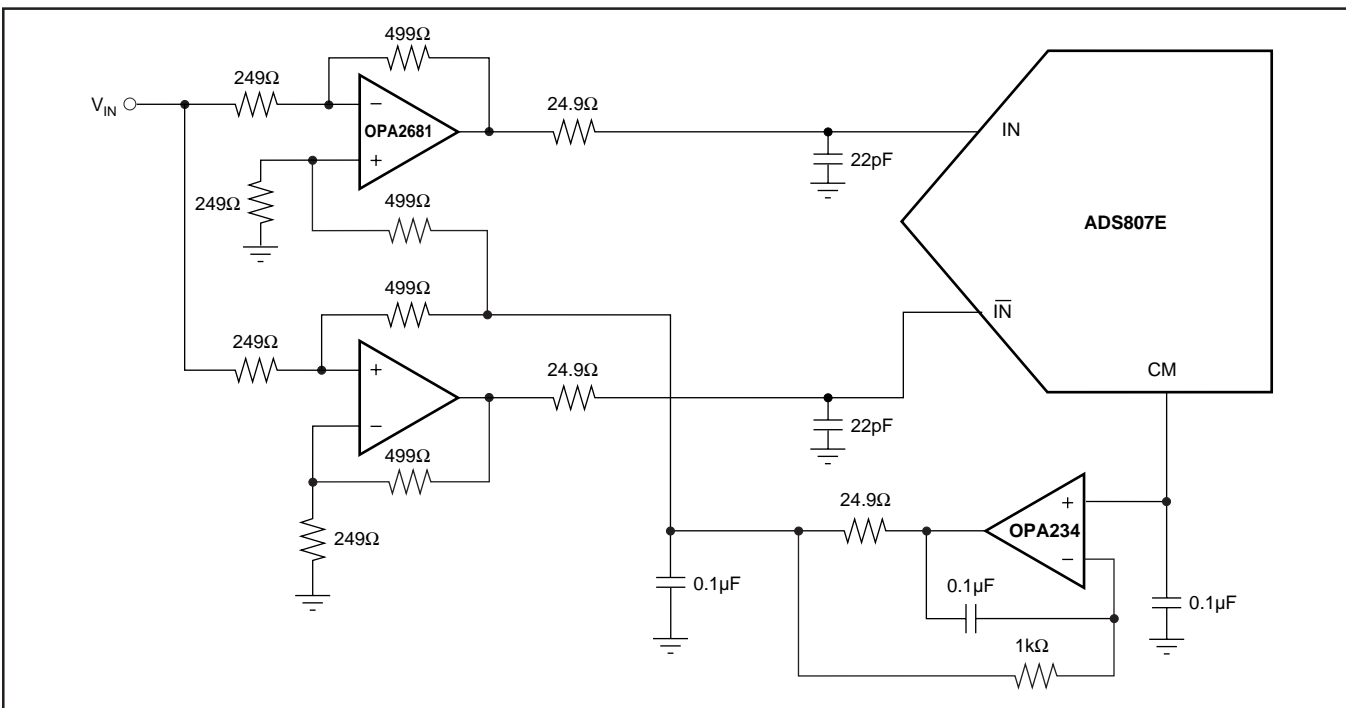 499Ω
249Ω
V_IN
−
OPA2681
+
24.9Ω
IN
22pF
249Ω
499Ω
ADS807E
499Ω
249Ω
+
−
24.9Ω
I̅N̅
CM
22pF
499Ω
249Ω
24.9Ω
+
OPA234
−
0.1µF
0.1µF
0.1µF
1kΩ